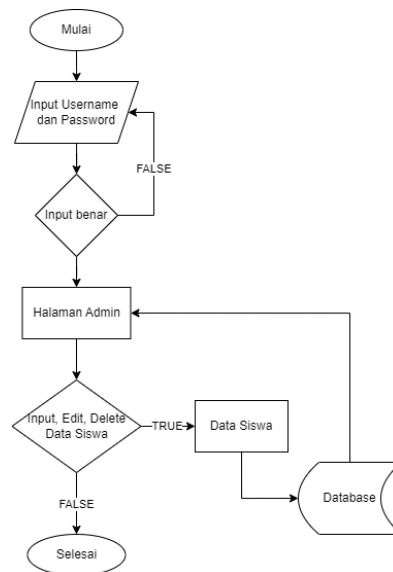 Mulai
Input Username
dan Password
FALSE
Input benar
Halaman Admin
Input, Edit, Delete
Data Siswa
TRUE
Data Siswa
Database
FALSE
Selesai